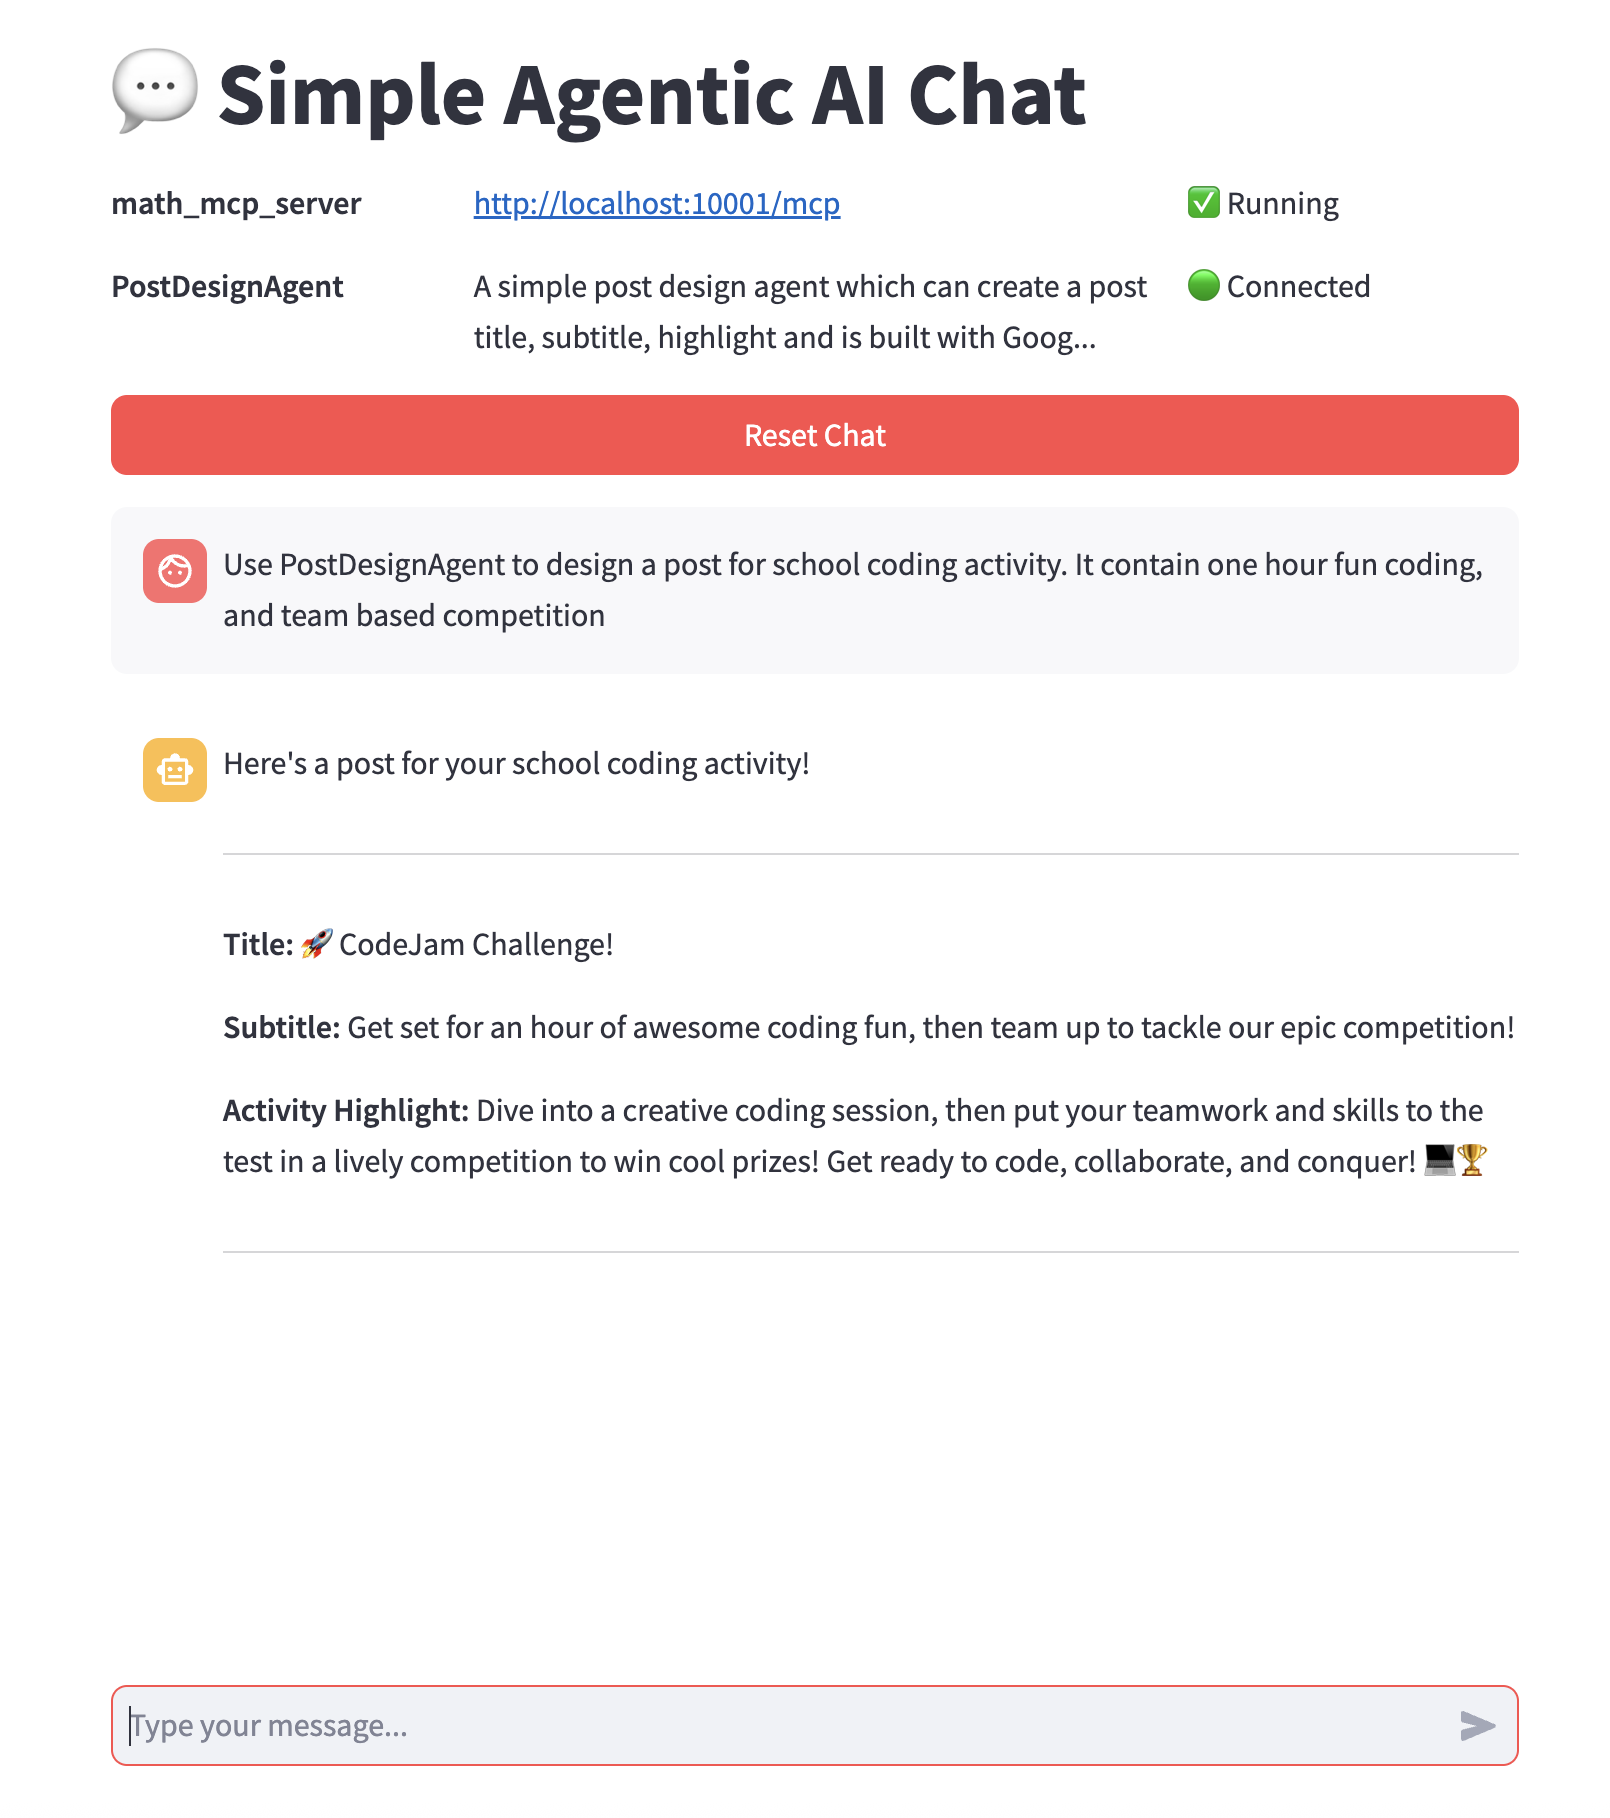 💬 Simple Agentic AI Chat
math_mcp_server http://localhost:10001/mcp ✅ Running
PostDesignAgent A simple post design agent which can create a post 🟢 Connected
title, subtitle, highlight and is built with Goog...
Reset Chat
Use PostDesignAgent to design a post for school coding activity. It contain one hour fun coding,
and team based competition
Here's a post for your school coding activity!
Title: 🚀 CodeJam Challenge!
Subtitle: Get set for an hour of awesome coding fun, then team up to tackle our epic competition!
Activity Highlight: Dive into a creative coding session, then put your teamwork and skills to the
test in a lively competition to win cool prizes! Get ready to code, collaborate, and conquer! 💻🏆
Type your message...